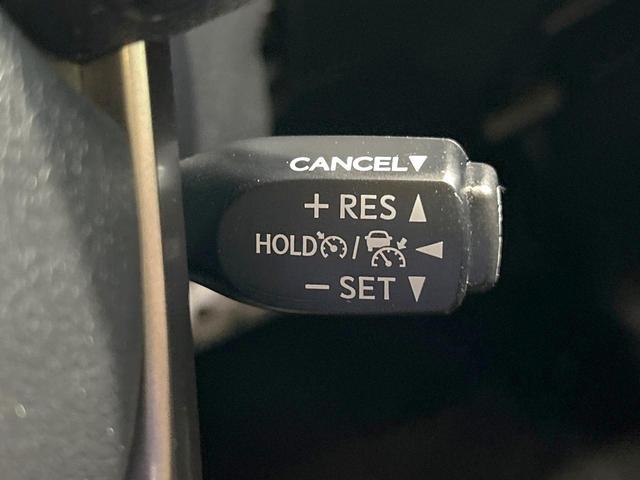 CANCEL▼
+ RES ▲
HOLD / ◀
− SET ▼